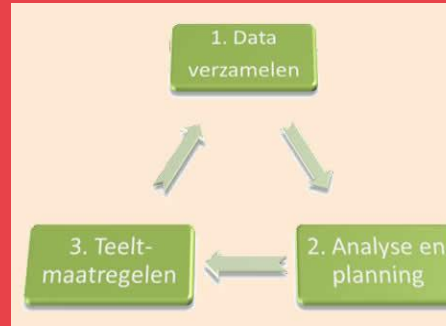 1. Data
verzamelen
2. Analyse en
planning
3. Teelt-
maatregelen